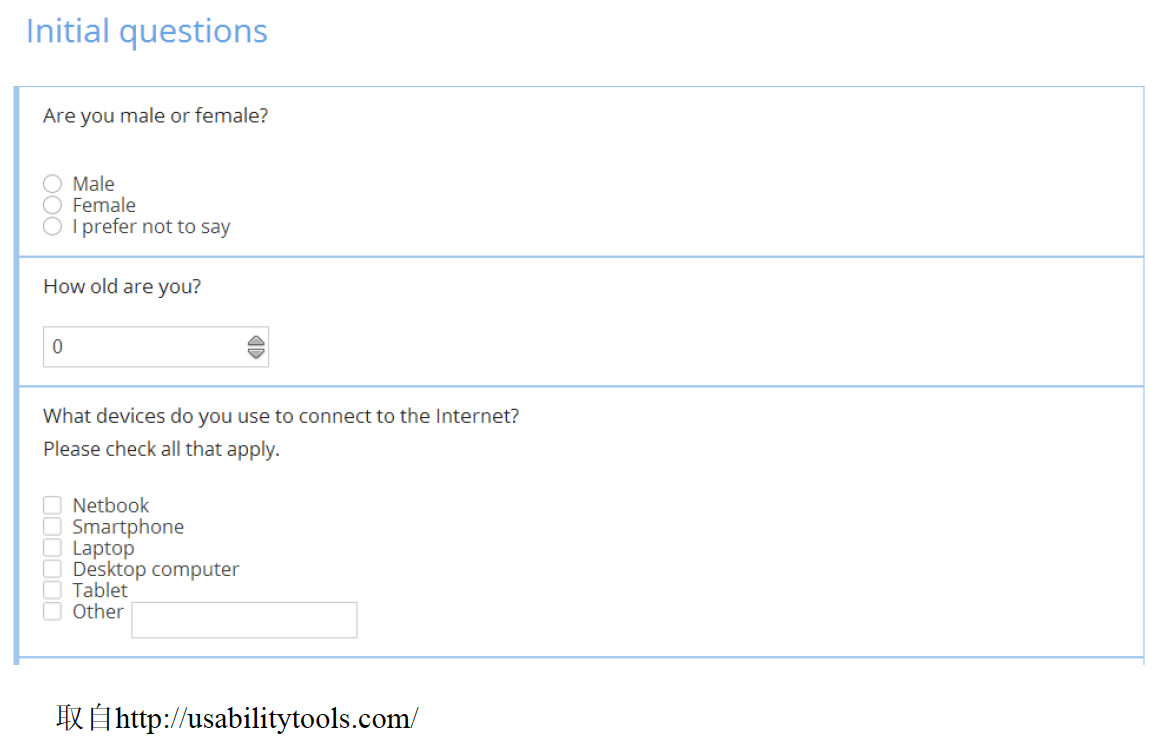 Initial questions
Are you male or female?
Male
Female
I prefer not to say
How old are you?
0
What devices do you use to connect to the Internet?
Please check all that apply.
Netbook
Smartphone
Laptop
Desktop computer
Tablet
Other
取自http://usabilitytools.com/